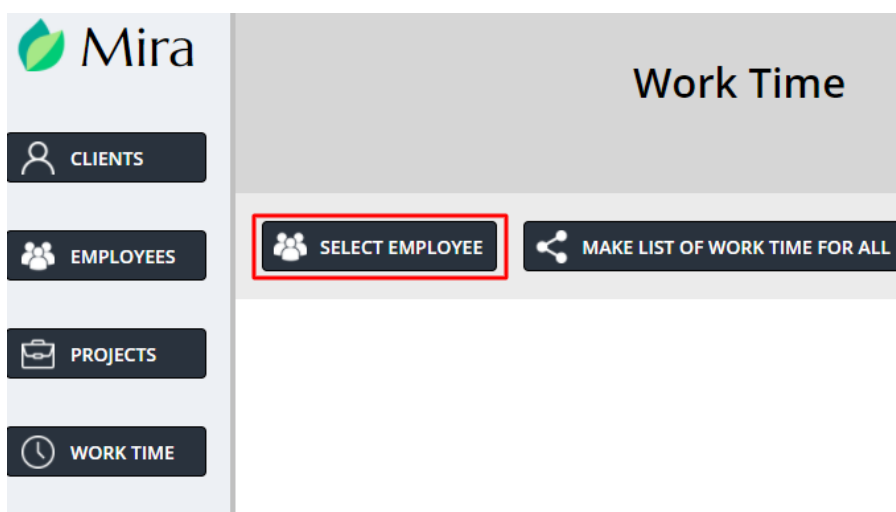 Mira
Work Time
CLIENTS
EMPLOYEES
PROJECTS
WORK TIME
SELECT EMPLOYEE
MAKE LIST OF WORK TIME FOR ALL